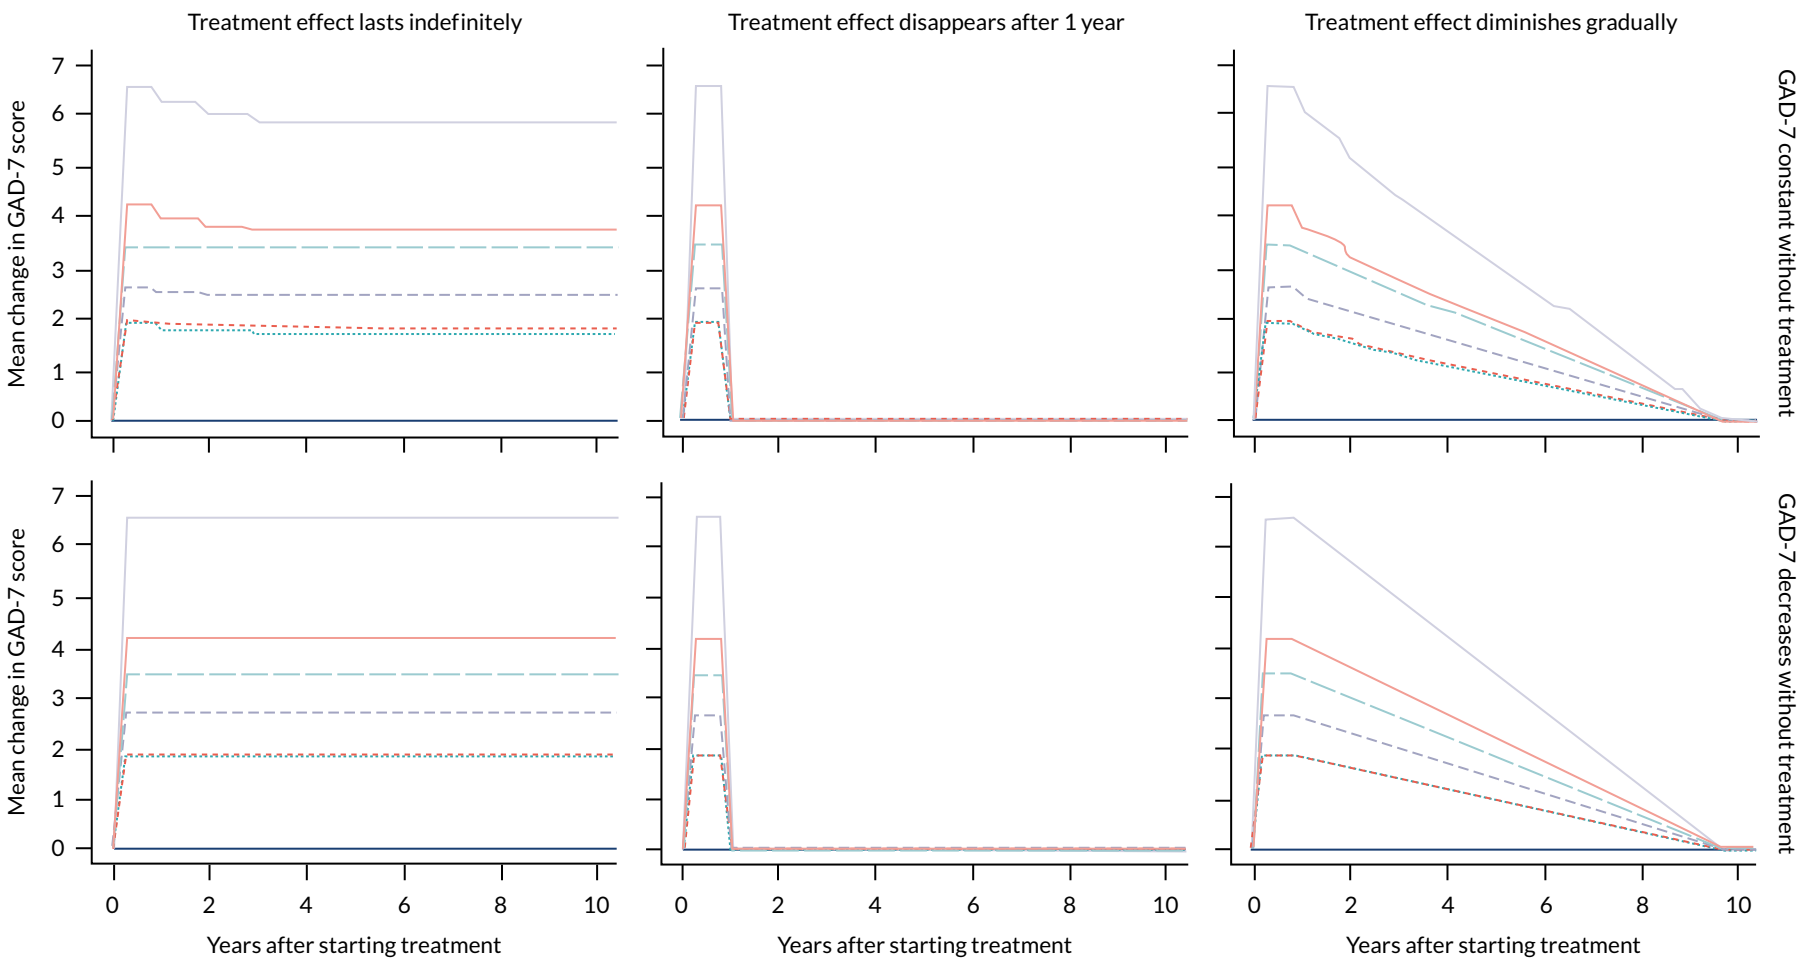 Treatment effect lasts indefinitely
Treatment effect disappears after 1 year
Treatment effect diminishes gradually
Mean change in GAD-7 score
7
6
5
4
3
2
1
0
GAD-7 constant without treatment
Mean change in GAD-7 score
7
6
5
4
3
2
1
0
GAD-7 decreases without treatment
0 2 4 6 8 10
0 2 4 6 8 10
0 2 4 6 8 10
Years after starting treatment
Years after starting treatment
Years after starting treatment